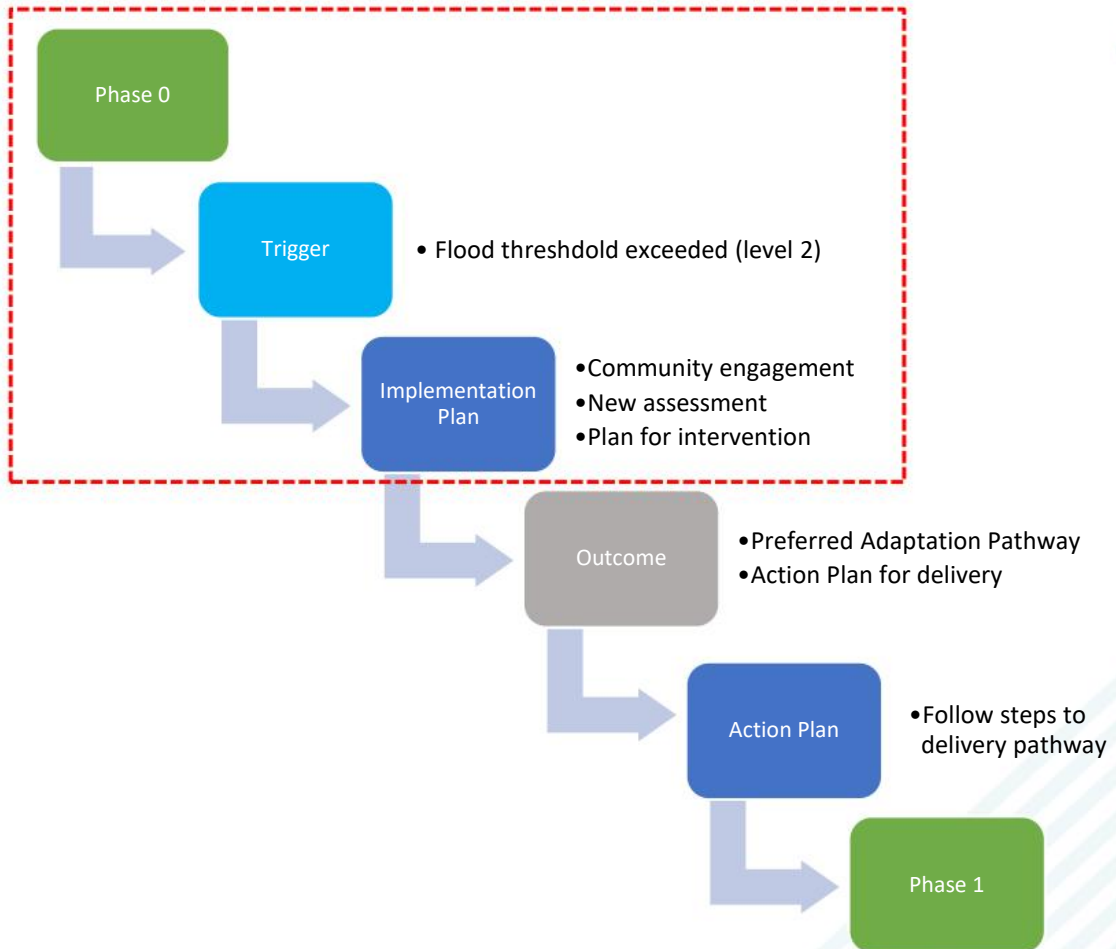 Phase 0
Trigger
• Flood threshdold exceeded (level 2)
Implementation
Plan
•Community engagement
•New assessment
•Plan for intervention
Outcome
•Preferred Adaptation Pathway
•Action Plan for delivery
Action Plan
•Follow steps to
delivery pathway
Phase 1